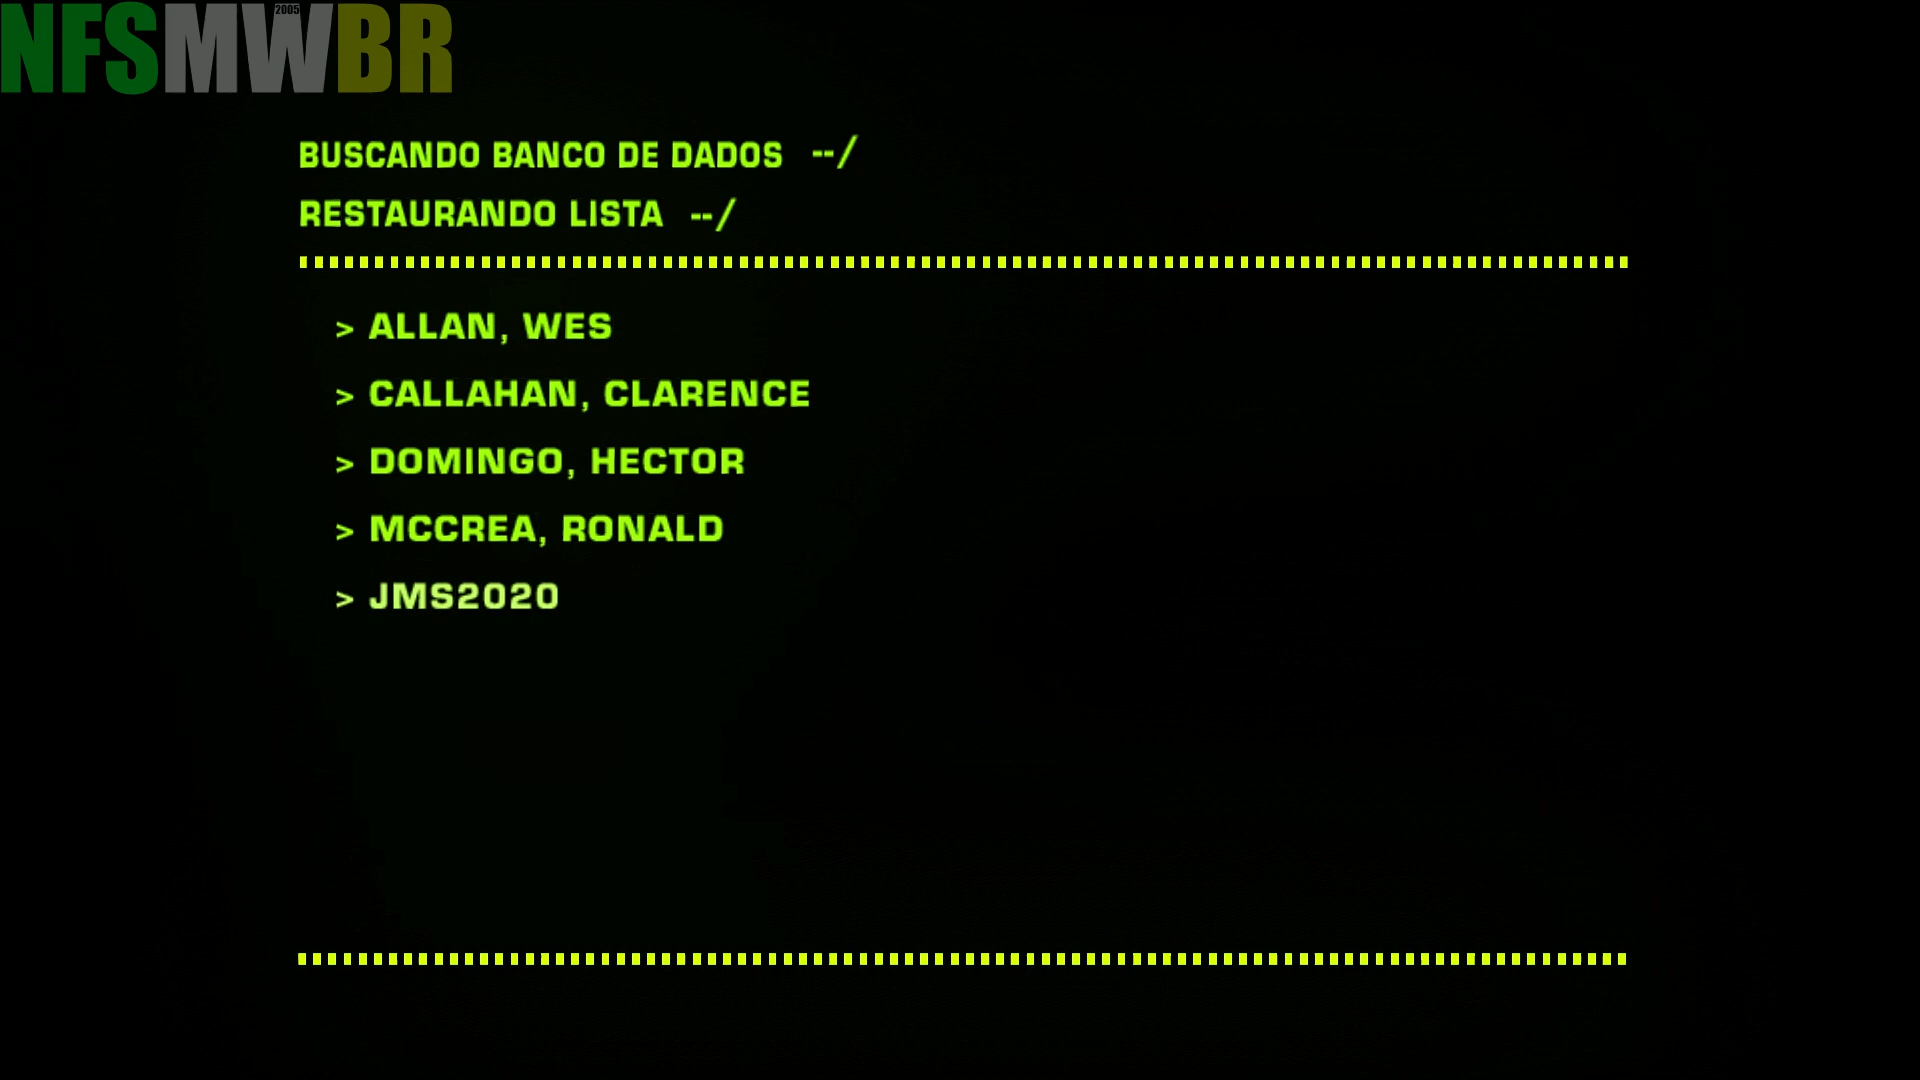 NFSMWBR
2005
BUSCANDO BANCO DE DADOS --/
RESTAURANDO LISTA --/
> ALLAN, WES
> CALLAHAN, CLARENCE
> DOMINGO, HECTOR
> MCCREA, RONALD
> JMS2020